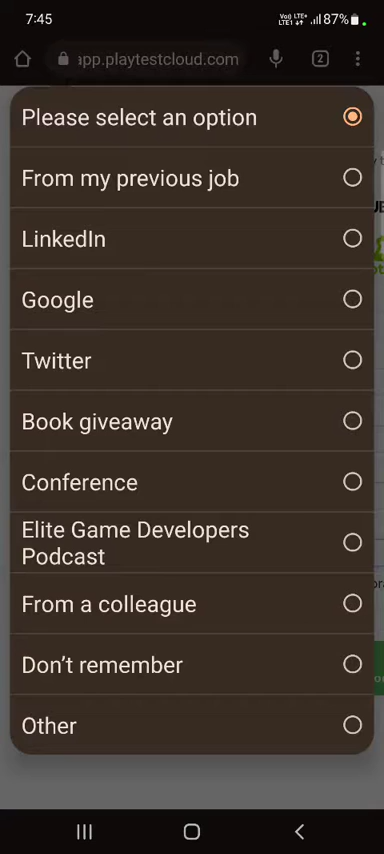 7:45
Vo)) LTE+
LTE1
87%
app.playtestcloud.com
2
Please select an option
From my previous job
LinkedIn
Google
Twitter
Book giveaway
Conference
Elite Game Developers
Podcast
From a colleague
Don’t remember
Other